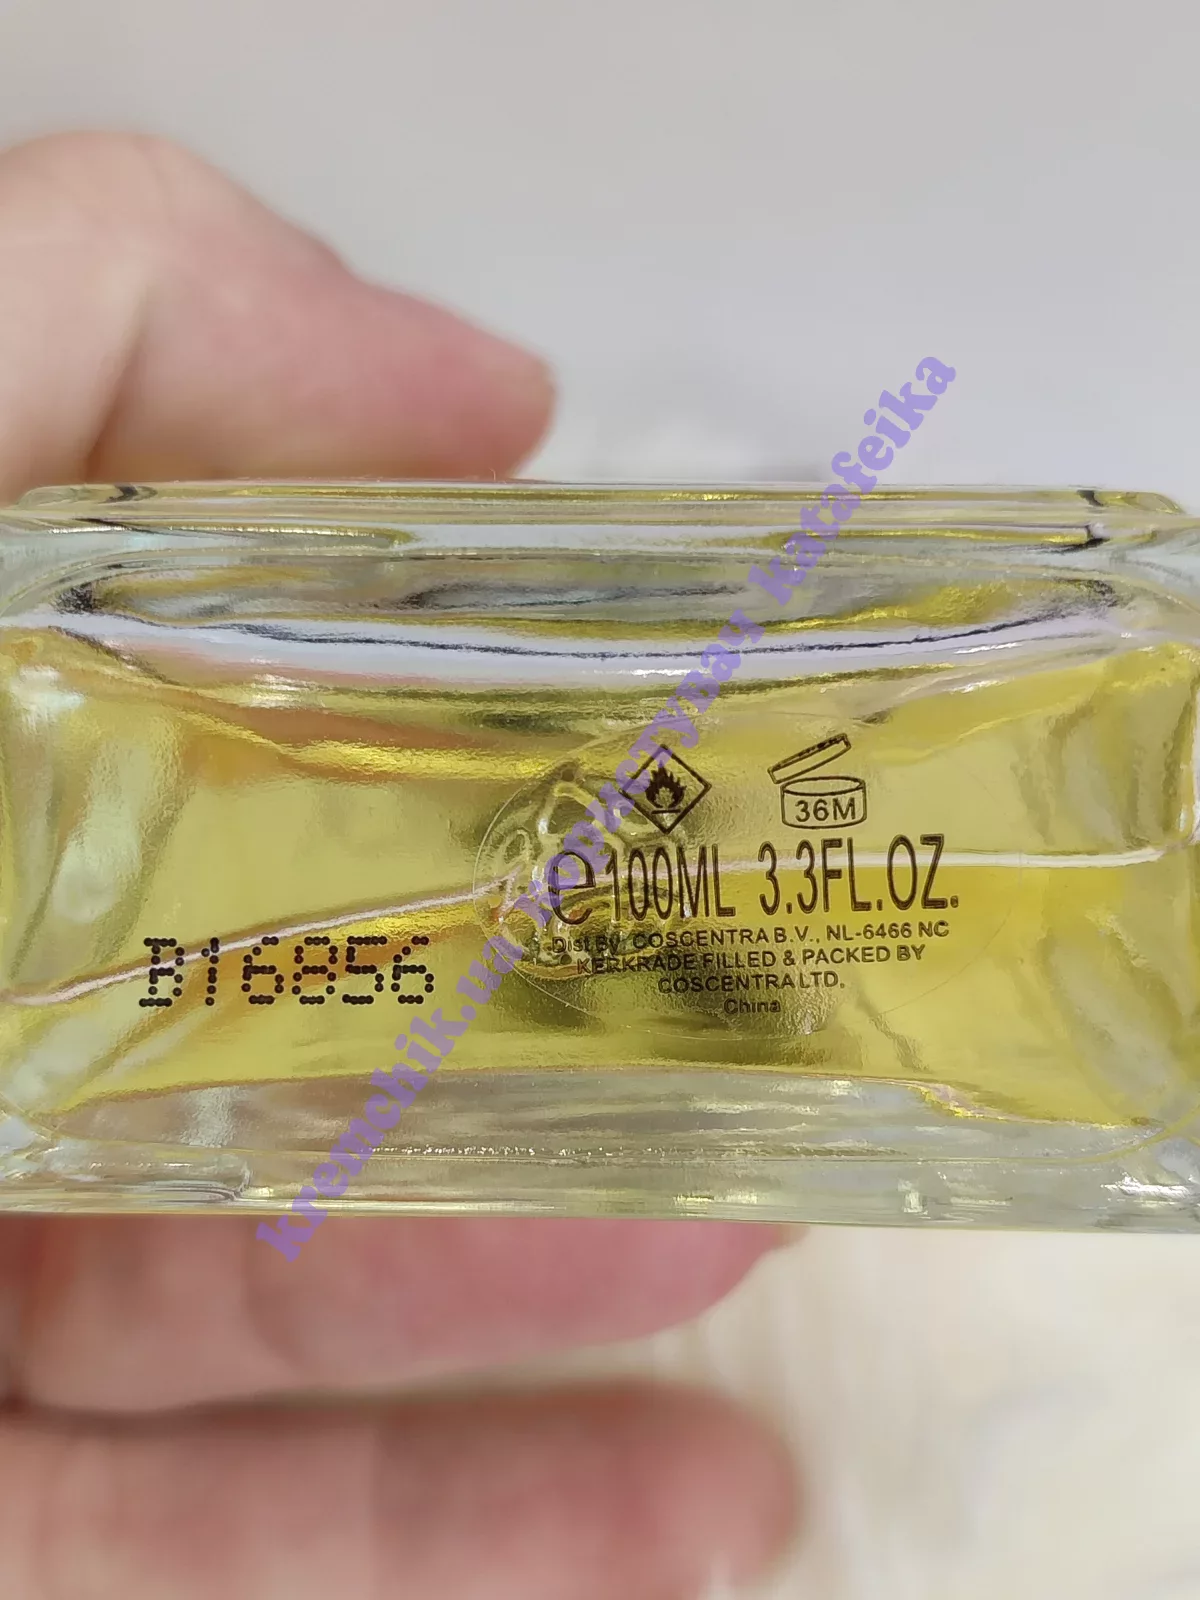 36M
e 100ML 3.3FL.OZ.
Dist.By. COSCENTRA B.V., NL-6466 NC
KERKRADE FILLED & PACKED BY
COSCENTRA LTD.
China
B16856
kremchik.ua користувач katafeika